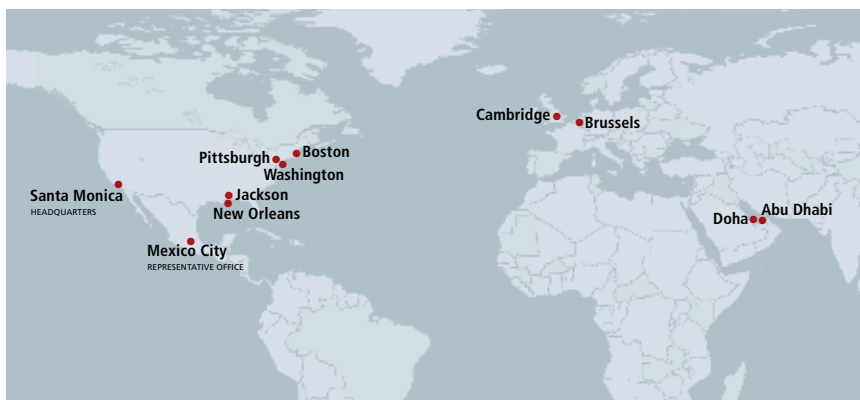 Cambridge
Brussels
Boston
Pittsburgh
Washington
Santa Monica
HEADQUARTERS
Jackson
New Orleans
Doha
Abu Dhabi
Mexico City
REPRESENTATIVE OFFICE